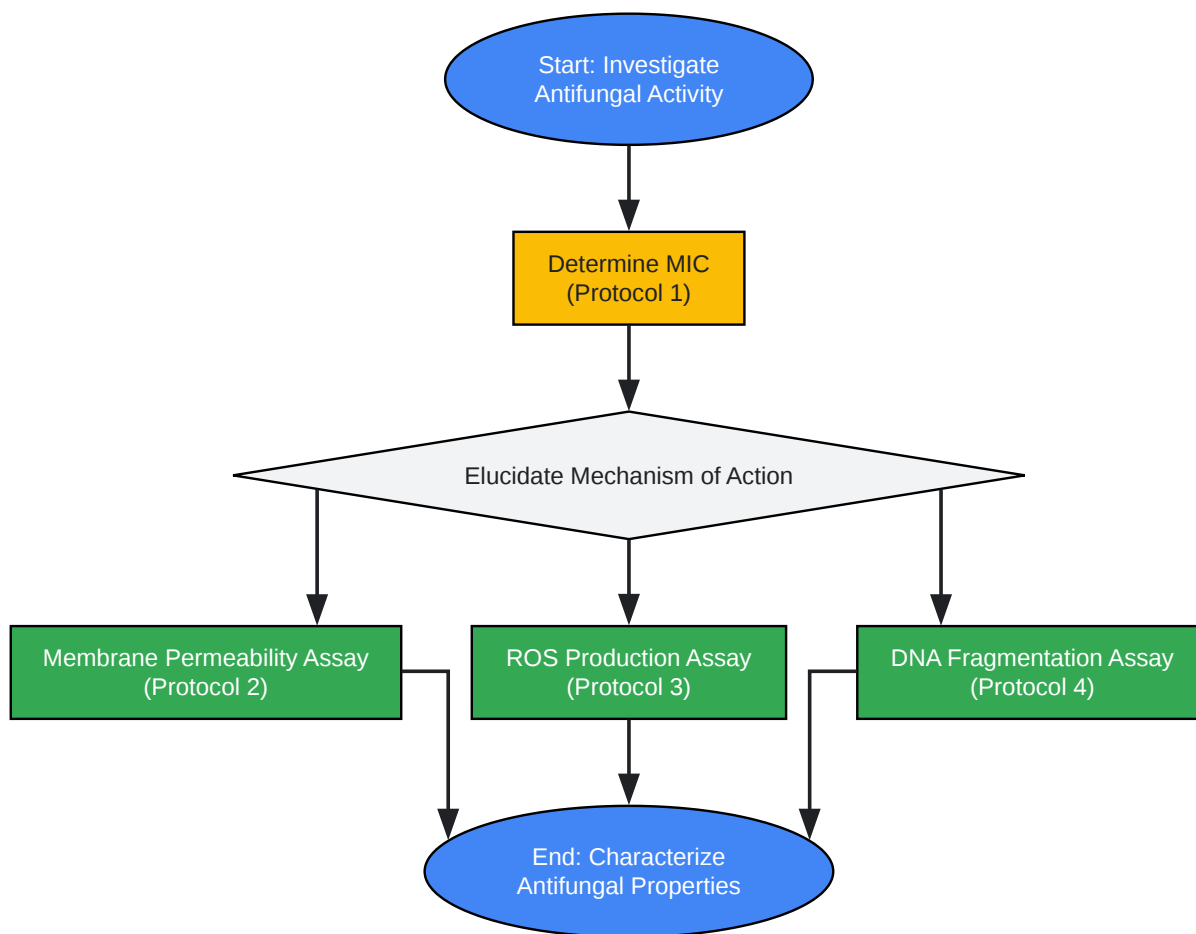 Start: Investigate
Antifungal Activity
Determine MIC
(Protocol 1)
Elucidate Mechanism of Action
Membrane Permeability Assay
(Protocol 2)
ROS Production Assay
(Protocol 3)
DNA Fragmentation Assay
(Protocol 4)
End: Characterize
Antifungal Properties